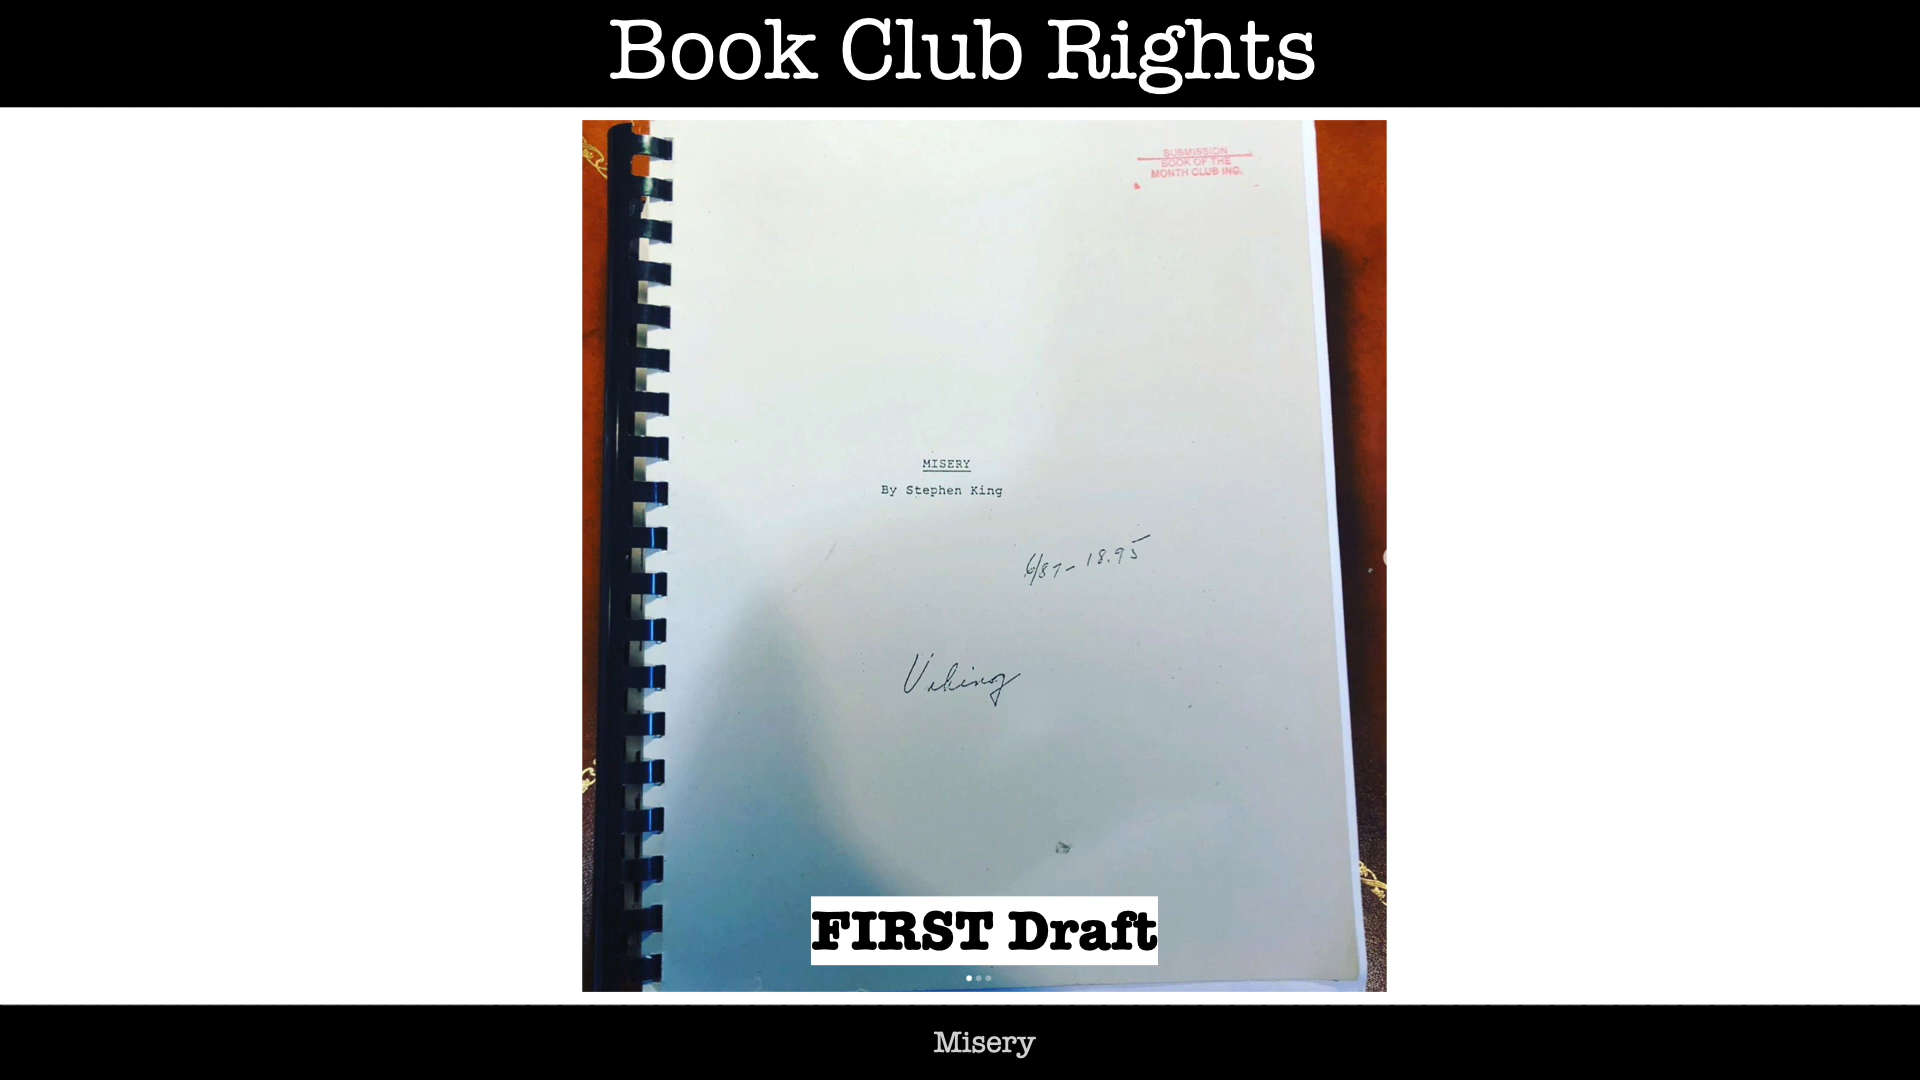 Book Club Rights
SUBMISSION
BOOK OF THE
MONTH CLUB INC.
MISERY
By Stephen King
6/87- 18.95
Viking
FIRST Draft
Misery